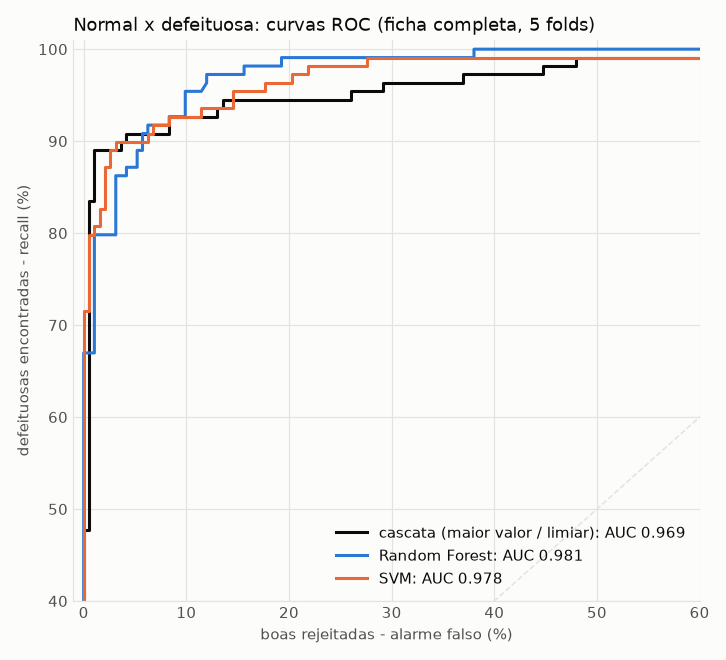 Normal x defeituosa: curvas ROC (ficha completa, 5 folds)
defeituosas encontradas - recall (%)
100
90
80
70
60
50
40
0 10 20 30 40 50 60
boas rejeitadas - alarme falso (%)
cascata (maior valor / limiar): AUC 0.969
Random Forest: AUC 0.981
SVM: AUC 0.978